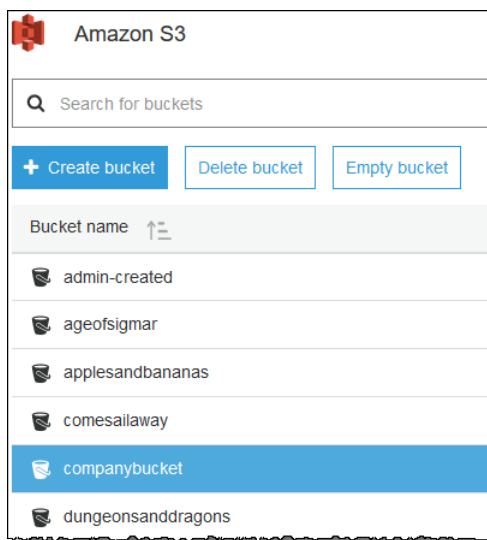 Amazon S3
Search for buckets
+ Create bucket Delete bucket Empty bucket
Bucket name
admin-created
ageofsigmar
applesandbananas
comesailaway
companybucket
dungeonsanddragons